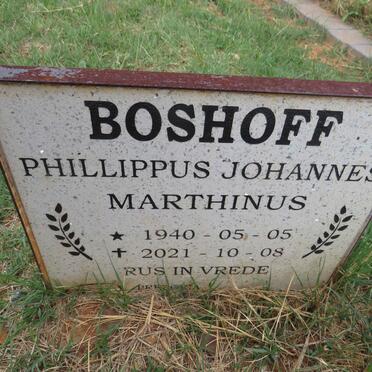 BOSHOFF
PHILLIPPUS JOHANNES
MARTHINUS
★ 1940 - 05 - 05
✝ 2021 - 10 - 08
RUS IN VREDE